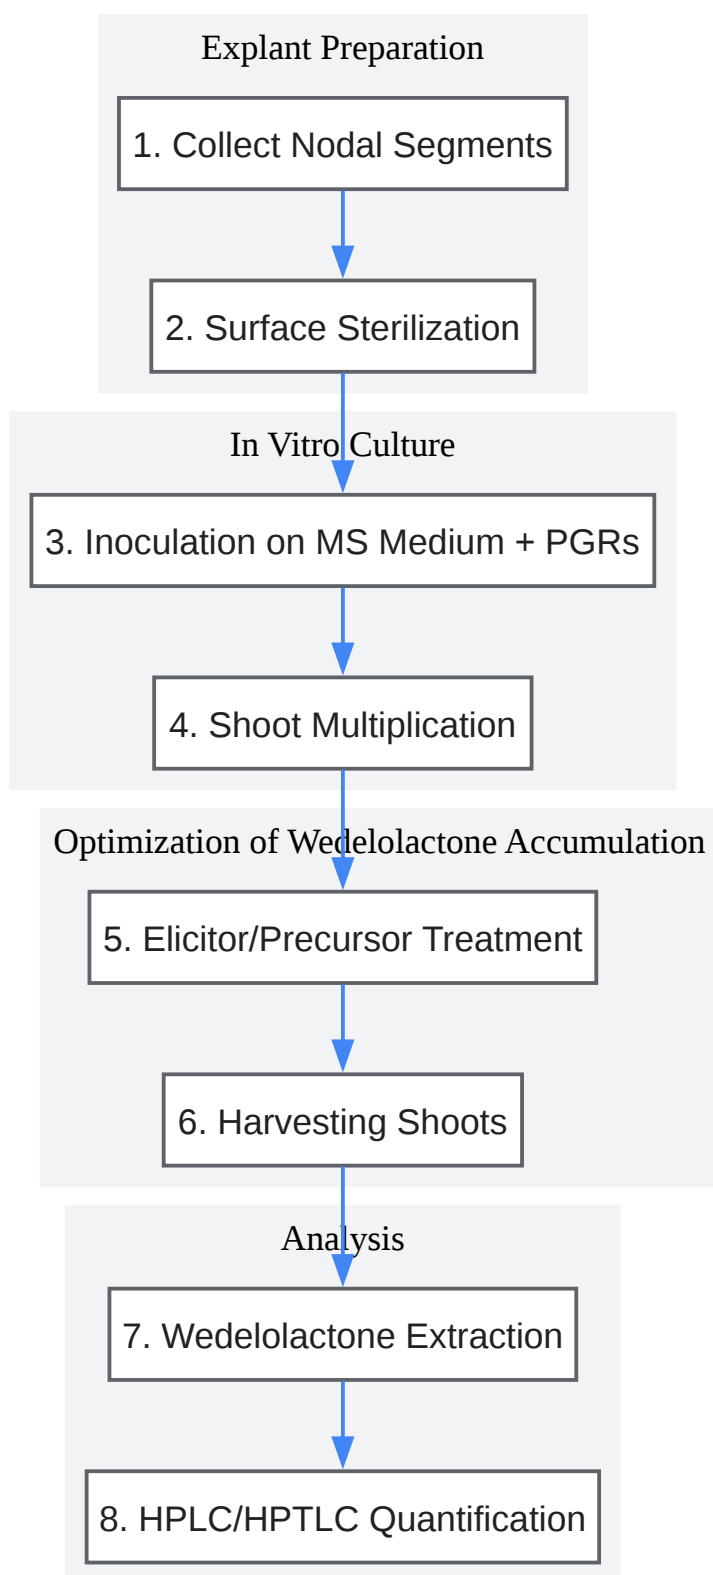 Explant Preparation
1. Collect Nodal Segments
2. Surface Sterilization
In Vitro Culture
3. Inoculation on MS Medium + PGRs
4. Shoot Multiplication
Optimization of Wedelolactone Accumulation
5. Elicitor/Precursor Treatment
6. Harvesting Shoots
Analysis
7. Wedelolactone Extraction
8. HPLC/HPTLC Quantification